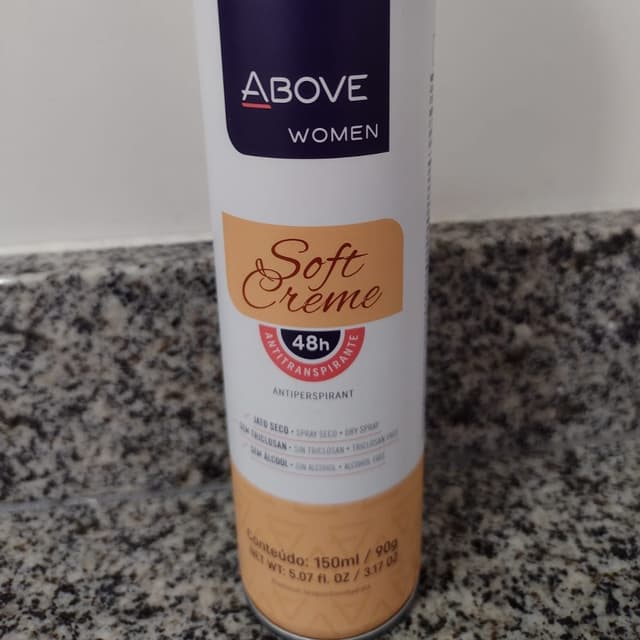 ABOVE
WOMEN
Soft
Creme
48h
ANTITRANSPIRANTE
ANTIPERSPIRANT
JATO SECO • SPRAY SECO • DRY SPRAY
SEM TRICLOSAN • SIN TRICLOSAN • TRICLOSAN FREE
SEM ÁLCOOL • SIN ALCOHOL • ALCOHOL FREE
Conteúdo: 150ml / 90g
NET WT: 5.07 fl. OZ / 3.17 OZ